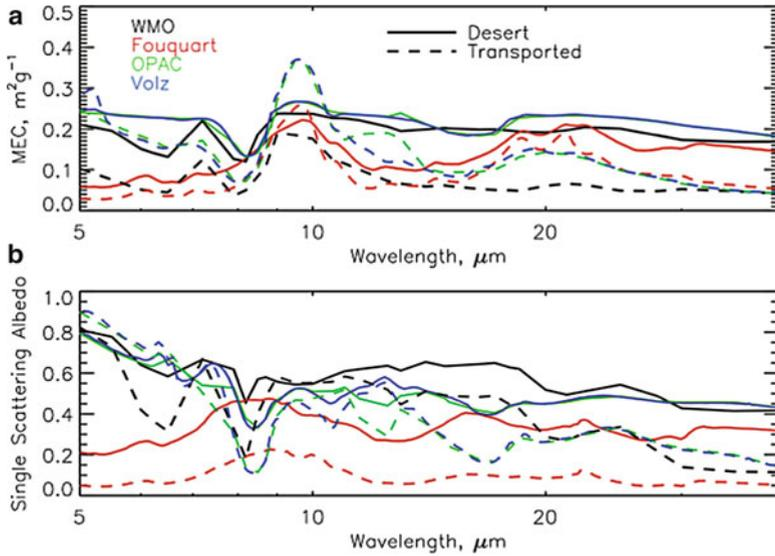 a
0.5
0.4
0.3
0.2
0.1
0.0
MEC, m²g⁻¹
WMO
Fouquart
OPAC
Volz
Desert
Transported
5
10
20
Wavelength, μm
b
1.0
0.8
0.6
0.4
0.2
0.0
Single Scattering Albedo
5
10
20
Wavelength, μm